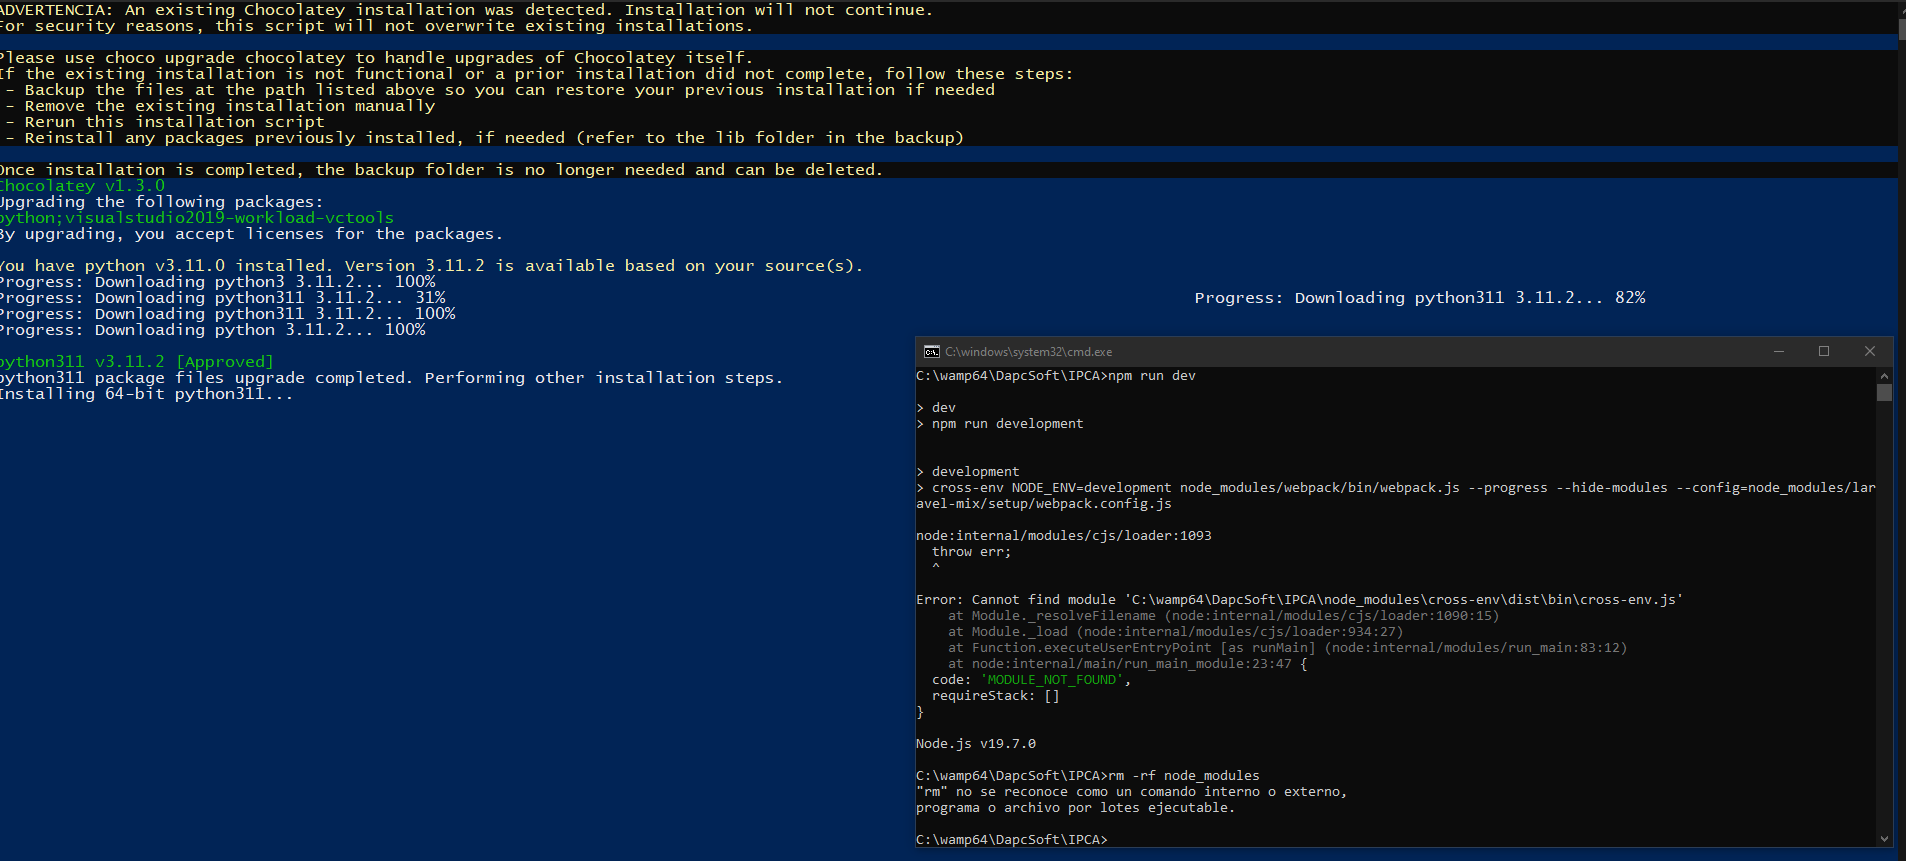 ADVERTENCIA: An existing Chocolatey installation was detected. Installation will not continue.
For security reasons, this script will not overwrite existing installations.
Please use choco upgrade chocolatey to handle upgrades of Chocolatey itself.
If the existing installation is not functional or a prior installation did not complete, follow these steps:
- Backup the files at the path listed above so you can restore your previous installation if needed
- Remove the existing installation manually
- Rerun this installation script
- Reinstall any packages previously installed, if needed (refer to the lib folder in the backup)
Once installation is completed, the backup folder is no longer needed and can be deleted.
Chocolatey v1.3.0
Upgrading the following packages:
python;visualstudio2019-workload-vctools
By upgrading, you accept licenses for the packages.
You have python v3.11.0 installed. Version 3.11.2 is available based on your source(s).
Progress: Downloading python3 3.11.2... 100%
Progress: Downloading python311 3.11.2... 31% Progress: Downloading python311 3.11.2... 82%
Progress: Downloading python311 3.11.2... 100%
Progress: Downloading python 3.11.2... 100%
python311 v3.11.2 [Approved]
python311 package files upgrade completed. Performing other installation steps.
Installing 64-bit python311...
C:\windows\system32\cmd.exe
C:\wamp64\DapcSoft\IPCA>npm run dev
> dev
> npm run development
> development
> cross-env NODE_ENV=development node_modules/webpack/bin/webpack.js --progress --hide-modules --config=node_modules/lar
avel-mix/setup/webpack.config.js
node:internal/modules/cjs/loader:1093
throw err;
^
Error: Cannot find module 'C:\wamp64\DapcSoft\IPCA\node_modules\cross-env\dist\bin\cross-env.js'
at Module._resolveFilename (node:internal/modules/cjs/loader:1090:15)
at Module._load (node:internal/modules/cjs/loader:934:27)
at Function.executeUserEntryPoint [as runMain] (node:internal/modules/run_main:83:12)
at node:internal/main/run_main_module:23:47 {
code: 'MODULE_NOT_FOUND',
requireStack: []
}
Node.js v19.7.0
C:\wamp64\DapcSoft\IPCA>rm -rf node_modules
"rm" no se reconoce como un comando interno o externo,
programa o archivo por lotes ejecutable.
C:\wamp64\DapcSoft\IPCA>